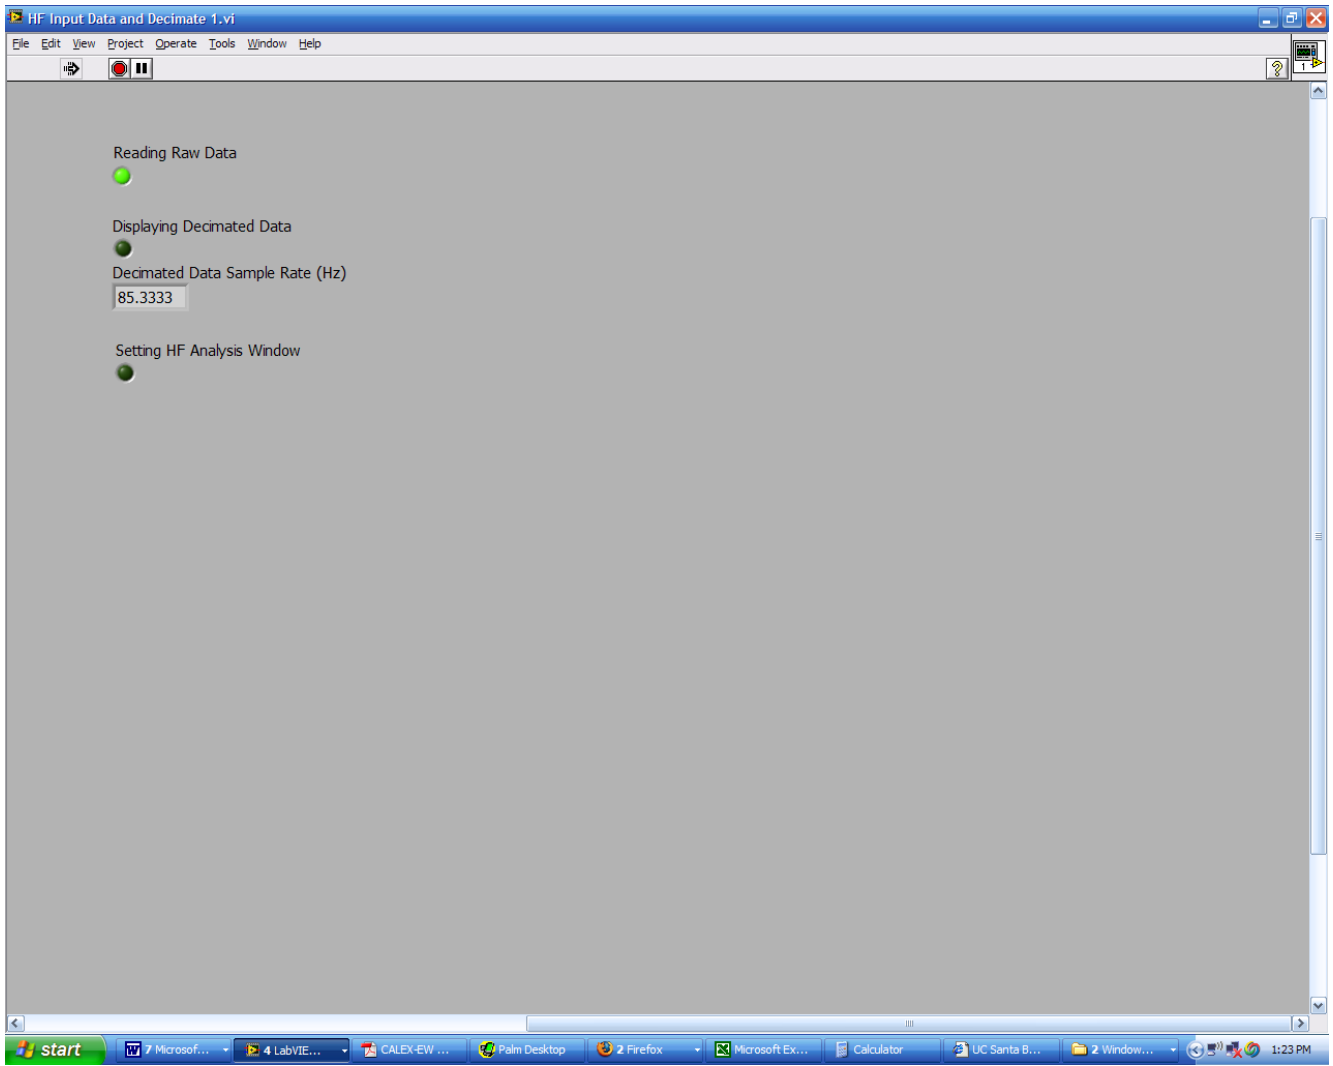 HF Input Data and Decimate 1.vi
File Edit View Project Operate Tools Window Help
1
Reading Raw Data
Displaying Decimated Data
Decimated Data Sample Rate (Hz)
85.3333
Setting HF Analysis Window
start 7 Microsof... 4 LabVIE... CALEX-EW ... Palm Desktop 2 Firefox Microsoft Ex... Calculator UC Santa B... 2 Window... 1:23 PM